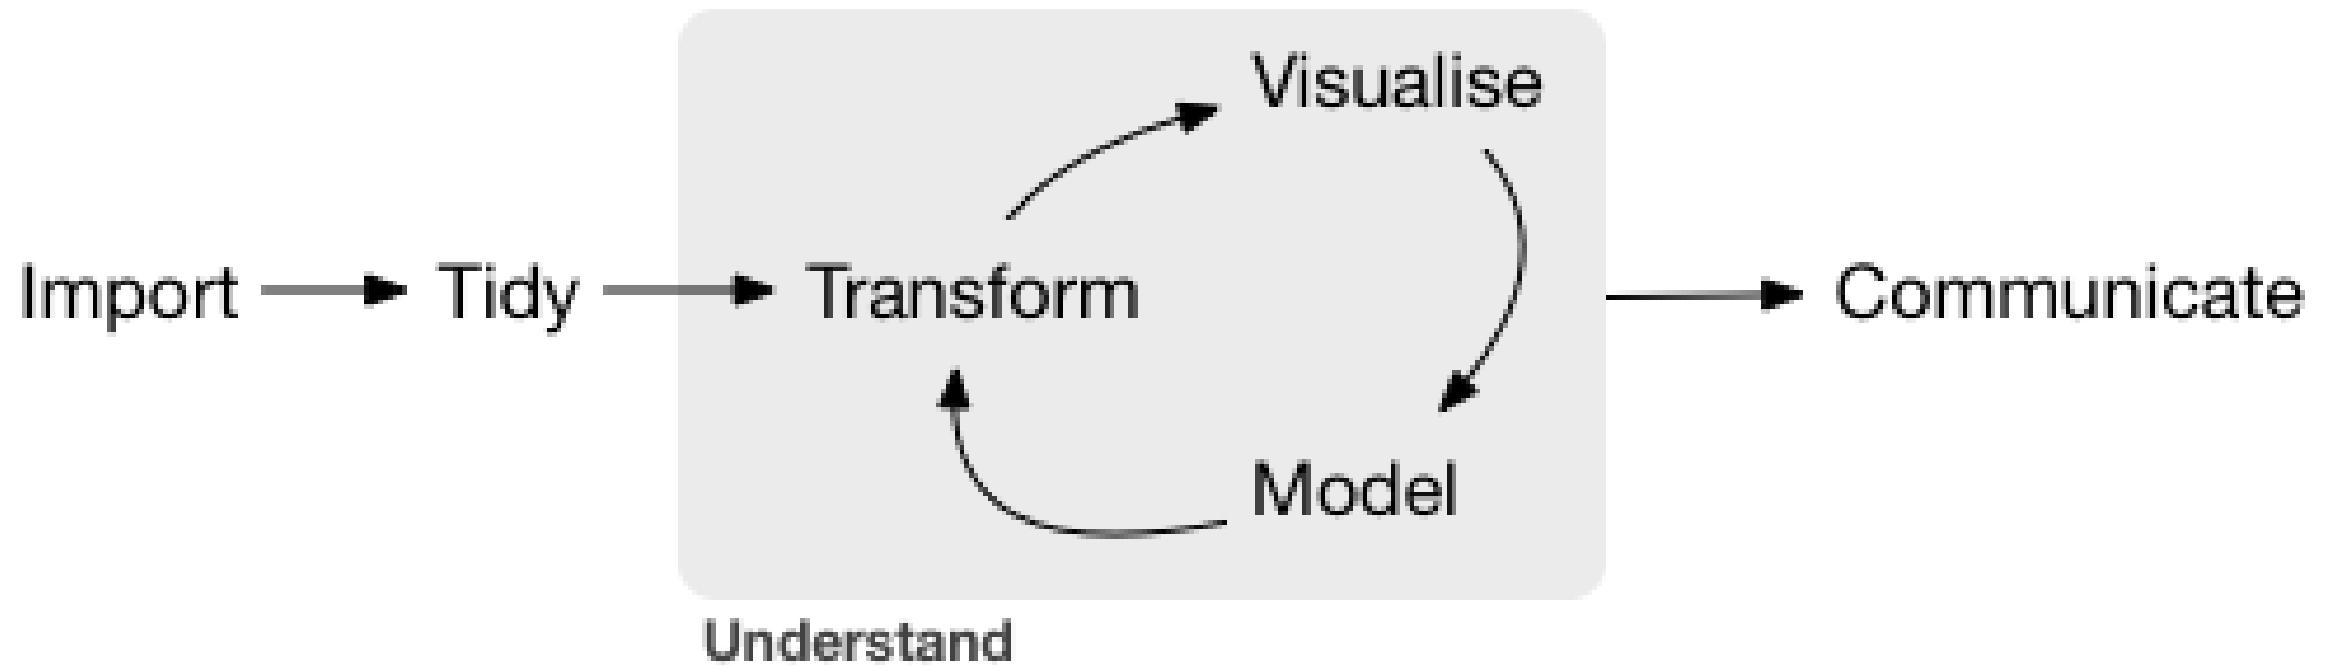 Visualise
Import
Tidy
Transform
Communicate
Model
Understand